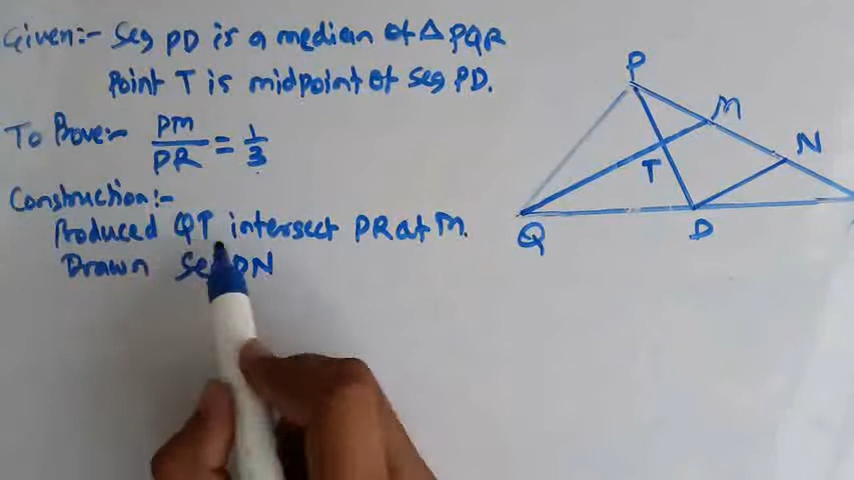 Given:- Seg PD is a median of △PQR
Point T is midpoint of Seg PD.
To Prove:- PM/PR = 1/3
Construction:-
Produced QT intersect PR at M.
Drawn DN
P
M
N
T
Q
D